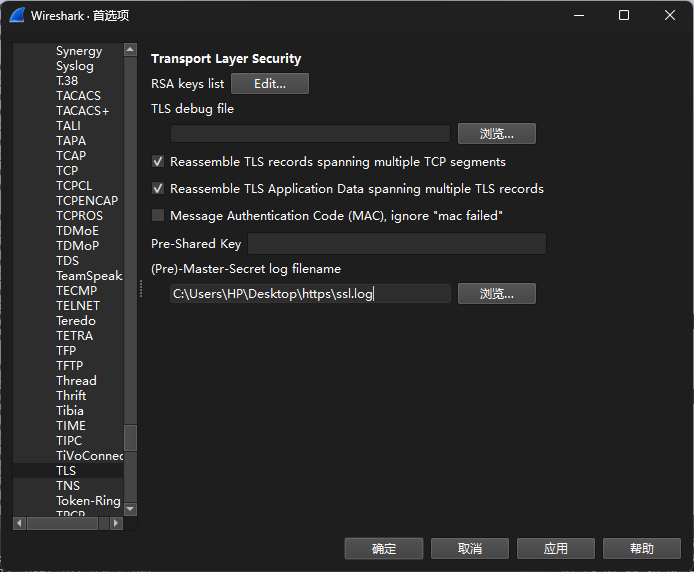 Wireshark · 首选项
Synergy
Syslog
T.38
TACACS
TACACS+
TALI
TAPA
TCAP
TCP
TCPCL
TCPENCAP
TCPROS
TDMoE
TDMoP
TDS
TeamSpeak
TECMP
TELNET
Teredo
TETRA
TFP
TFTP
Thread
Thrift
Tibia
TIME
TIPC
TiVoConnec
TLS
TNS
Token-Ring
Transport Layer Security
RSA keys list Edit...
TLS debug file
浏览...
Reassemble TLS records spanning multiple TCP segments
Reassemble TLS Application Data spanning multiple TLS records
Message Authentication Code (MAC), ignore "mac failed"
Pre-Shared Key
(Pre)-Master-Secret log filename
C:\Users\HP\Desktop\https\ssl.log 浏览...
确定 取消 应用 帮助